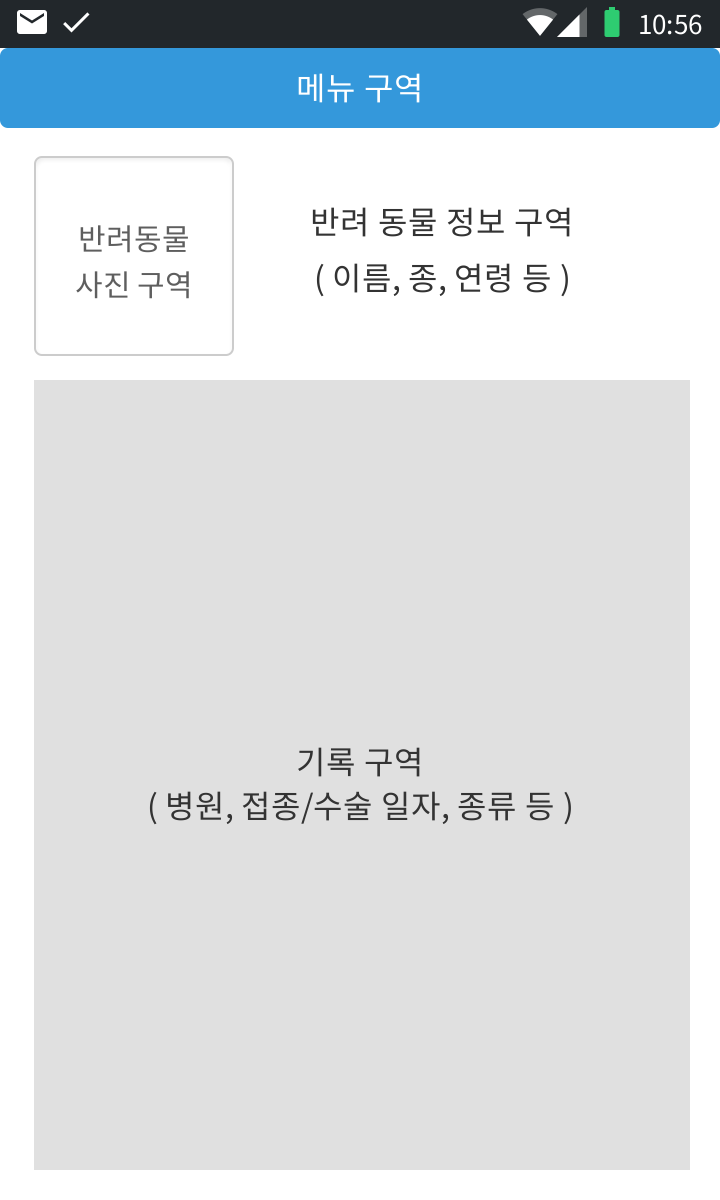 10:56
메뉴 구역
반려동물
사진 구역
반려 동물 정보 구역
( 이름, 종, 연령 등 )
기록 구역
( 병원, 접종/수술 일자, 종류 등 )